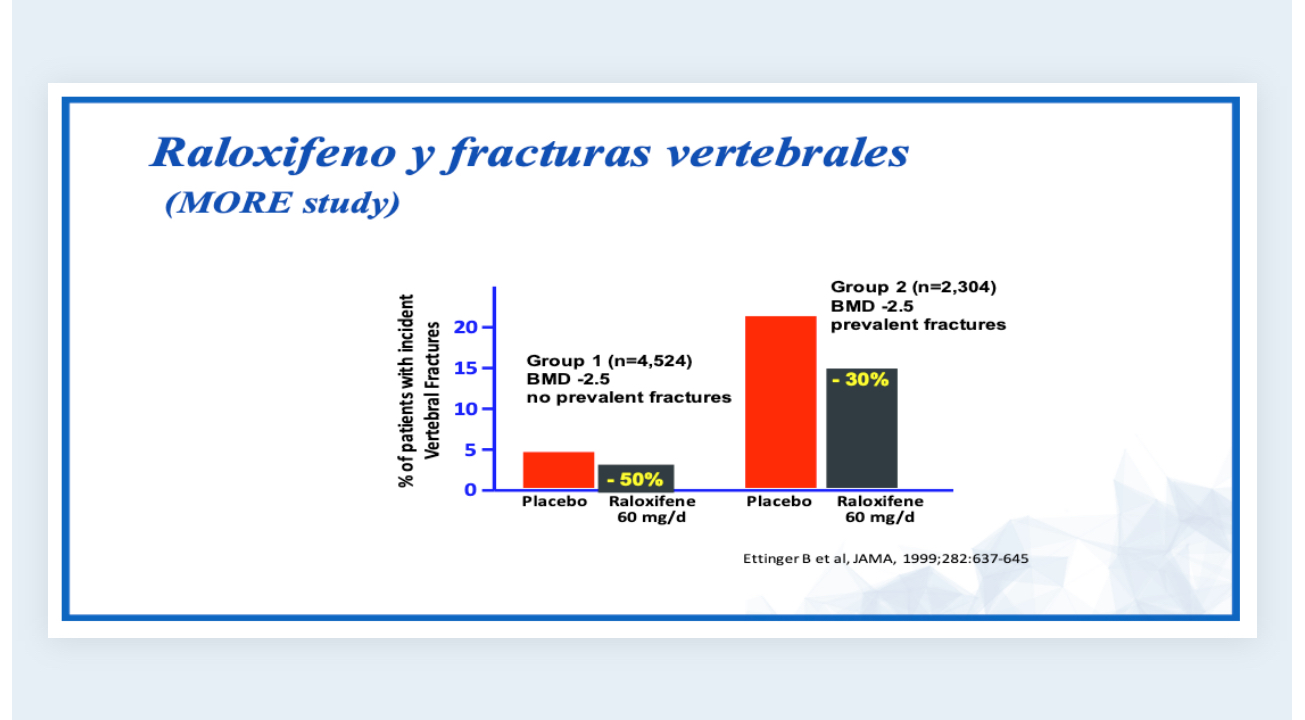 Raloxifeno y fracturas vertebrales
(MORE study)
% of patients with incident
Vertebral Fractures
20
15
10
5
0
Group 1 (n=4,524)
BMD -2.5
no prevalent fractures
Group 2 (n=2,304)
BMD -2.5
prevalent fractures
- 50%
- 30%
Placebo
Raloxifene
60 mg/d
Placebo
Raloxifene
60 mg/d
Ettinger B et al, JAMA, 1999;282:637-645